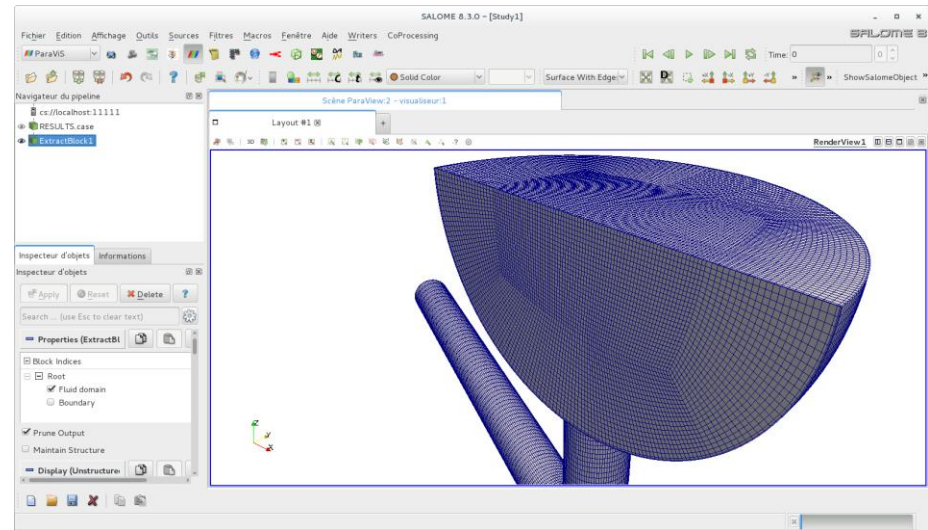 SALOME 8.3.0 - [Study1]
Fichier Edition Affichage Outils Sources Filtres Macros Fenêtre Aide Writers CoProcessing
SALOME 8
ParaViS
Time: 0
0
Solid Color
Surface With Edge
ShowSalomeObject
Navigateur du pipeline
cs://localhost:11111
RESULTS.case
ExtractBlock1
Scène ParaView:2 - visualiseur:1
Layout #1
+
3D
RenderView1
Inspecteur d'objets Informations
Inspecteur d'objets
Apply Reset Delete ?
Search ... (use Esc to clear text)
Properties (ExtractBl
Block Indices
Root
Fluid domain
Boundary
Prune Output
Maintain Structure
Display (Unstructure
Z
Y
X